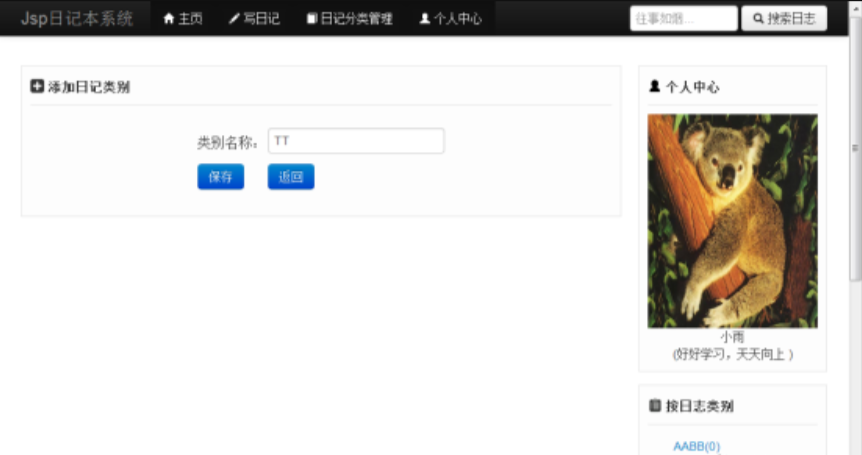 Jsp日记本系统 主页 写日记 日记分类管理 个人中心 往事如烟... 搜索日志
添加日记类别
类别名称： TT
保存 返回
个人中心
小雨
(好好学习，天天向上 )
按日志类别
AABB(0)